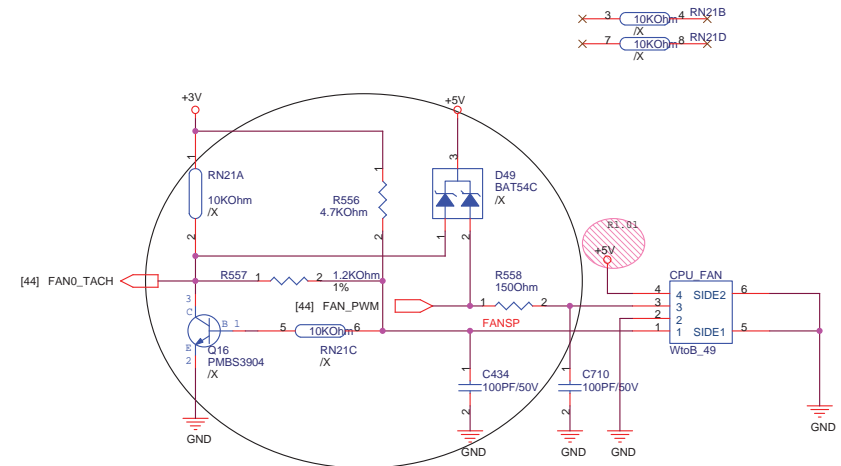 3 10KOhm 4 RN21B
/X
7 10KOhm 8 RN21D
/X
+3V
+5V
1
RN21A
10KOhm
/X
2
1
R556
4.7KOhm
2
3
D49
BAT54C
/X
1
2
R1.01
+5V
[44] FAN0_TACH
R557 1 2 1.2KOhm
1%
[44] FAN_PWM
R558
150Ohm
1 2
FANSP
CPU_FAN
4 4 SIDE2 6
3 3
2 2
1 1 SIDE1 5
WtoB_49
3
C
B 1
E
2
Q16
PMBS3904
/X
5 10KOhm 6
RN21C
/X
1
C434
100PF/50V
2
1
C710
100PF/50V
2
GND
GND
GND
GND
GND